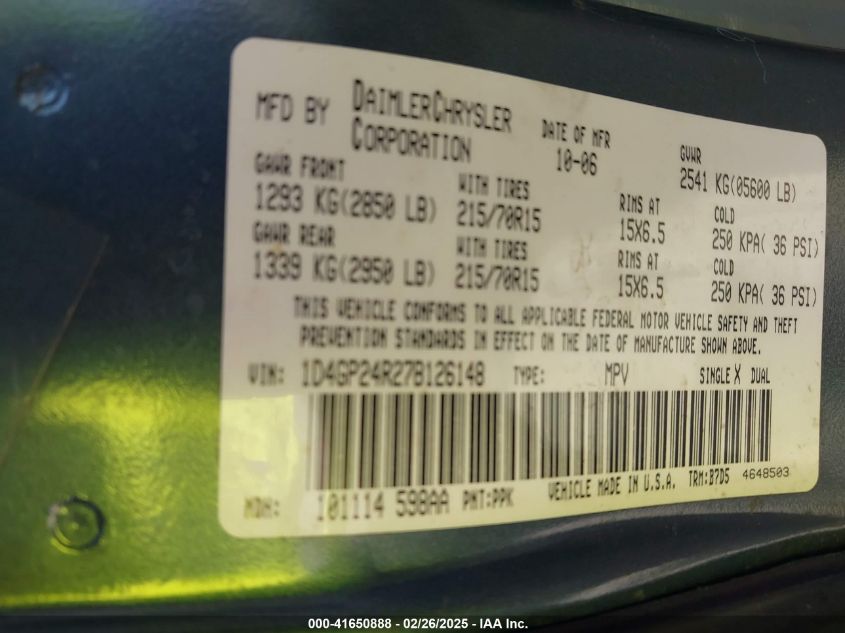 MFD BY DAIMLERCHRYSLER CORPORATION DATE OF MFR 10-06 GVWR 2541 KG(05600 LB)
GAWR FRONT 1293 KG(2850 LB) WITH TIRES 215/70R15 RIMS AT 15X6.5 COLD 250 KPA( 36 PSI)
GAWR REAR 1339 KG(2950 LB) WITH TIRES 215/70R15 RIMS AT 15X6.5 COLD 250 KPA( 36 PSI)
THIS VEHICLE CONFORMS TO ALL APPLICABLE FEDERAL MOTOR VEHICLE SAFETY AND THEFT
PREVENTION STANDARDS IN EFFECT ON THE DATE OF MANUFACTURE SHOWN ABOVE.
VIN: 1D4GP24R27B126148 TYPE: MPV SINGLE X DUAL
MDH: 101114 598AA PNT:PPK VEHICLE MADE IN U.S.A. TRM:B7D5 4648503
000-41650888 - 02/26/2025 - IAA Inc.